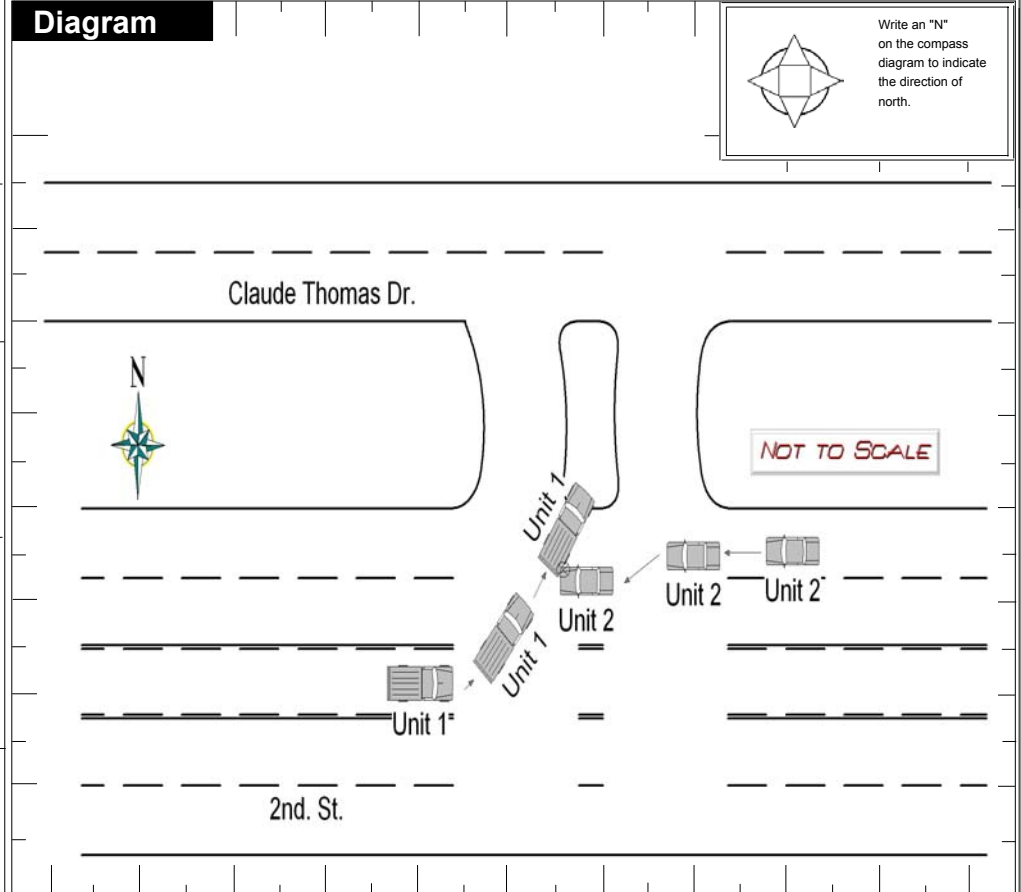 Diagram
Write an "N"
on the compass
diagram to indicate
the direction of
north.
Claude Thomas Dr.
N
NOT TO SCALE
Unit 1
Unit 2
Unit 2
Unit 2
Unit 1
Unit 1
2nd. St.